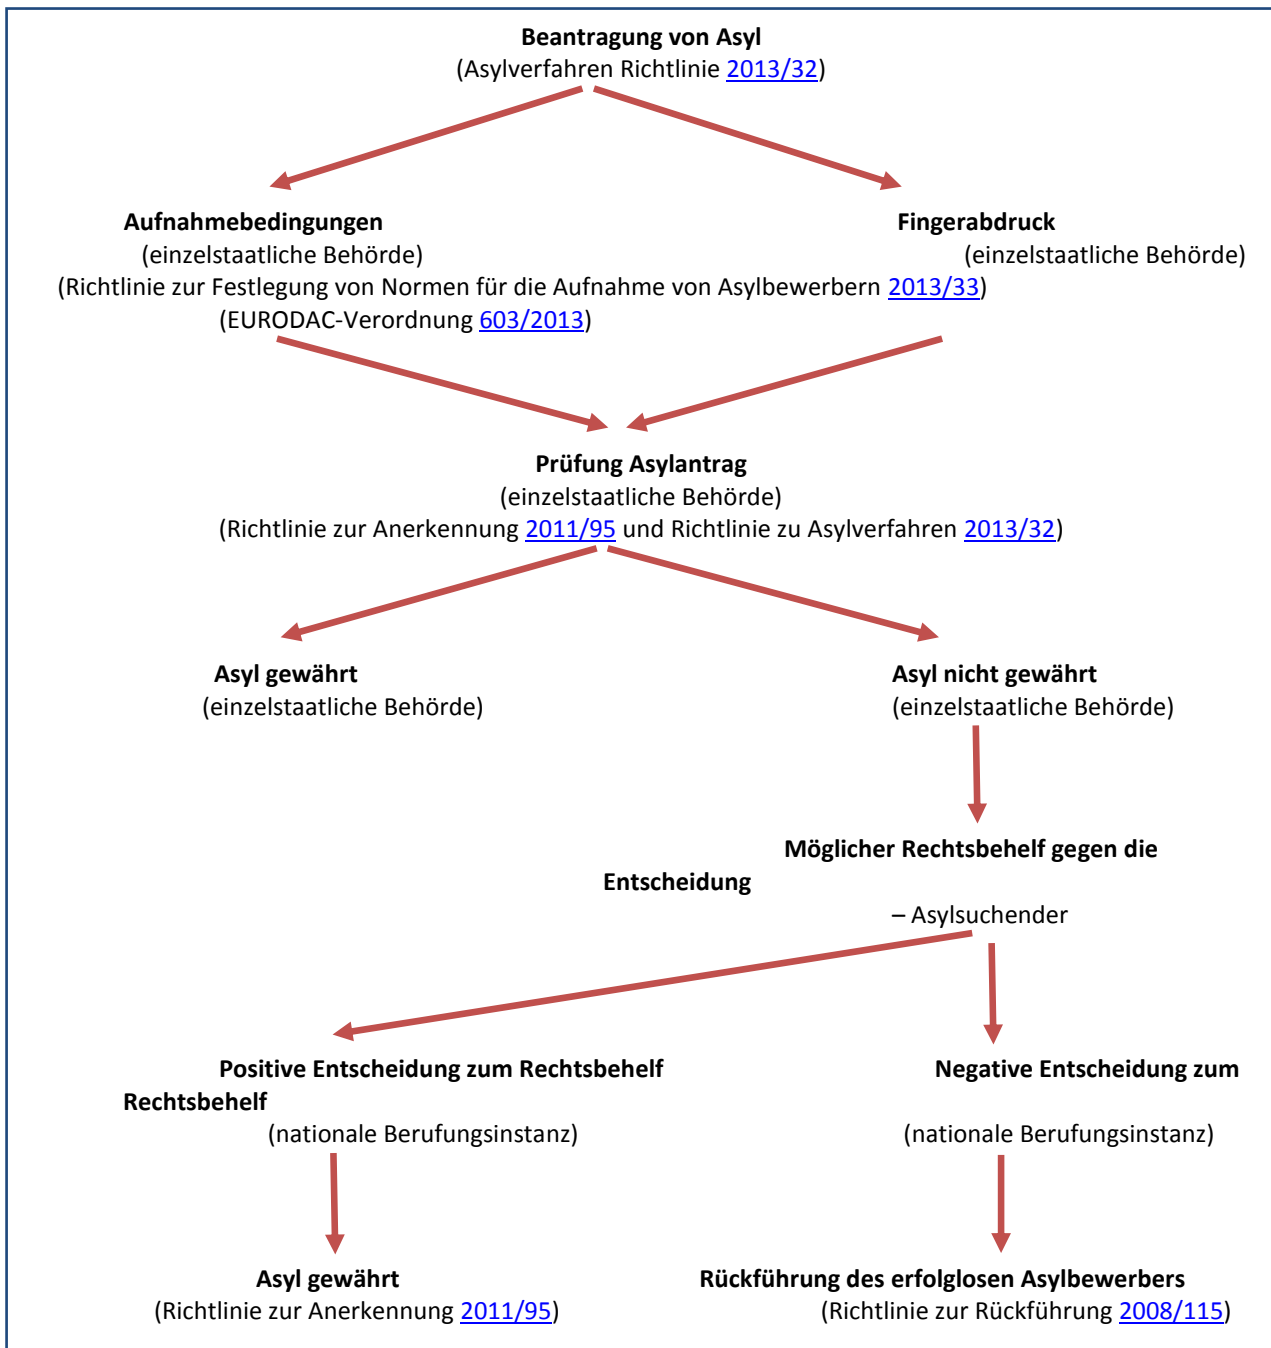 Beantragung von Asyl
(Asylverfahren Richtlinie 2013/32)
Aufnahmebedingungen Fingerabdruck
(einzelstaatliche Behörde) (einzelstaatliche Behörde)
(Richtlinie zur Festlegung von Normen für die Aufnahme von Asylbewerbern 2013/33)
(EURODAC-Verordnung 603/2013)
Prüfung Asylantrag
(einzelstaatliche Behörde)
(Richtlinie zur Anerkennung 2011/95 und Richtlinie zu Asylverfahren 2013/32)
Asyl gewährt Asyl nicht gewährt
(einzelstaatliche Behörde) (einzelstaatliche Behörde)
Möglicher Rechtsbehelf gegen die
Entscheidung
– Asylsuchender
Positive Entscheidung zum Rechtsbehelf Negative Entscheidung zum
Rechtsbehelf
(nationale Berufungsinstanz) (nationale Berufungsinstanz)
Asyl gewährt Rückführung des erfolglosen Asylbewerbers
(Richtlinie zur Anerkennung 2011/95) (Richtlinie zur Rückführung 2008/115)